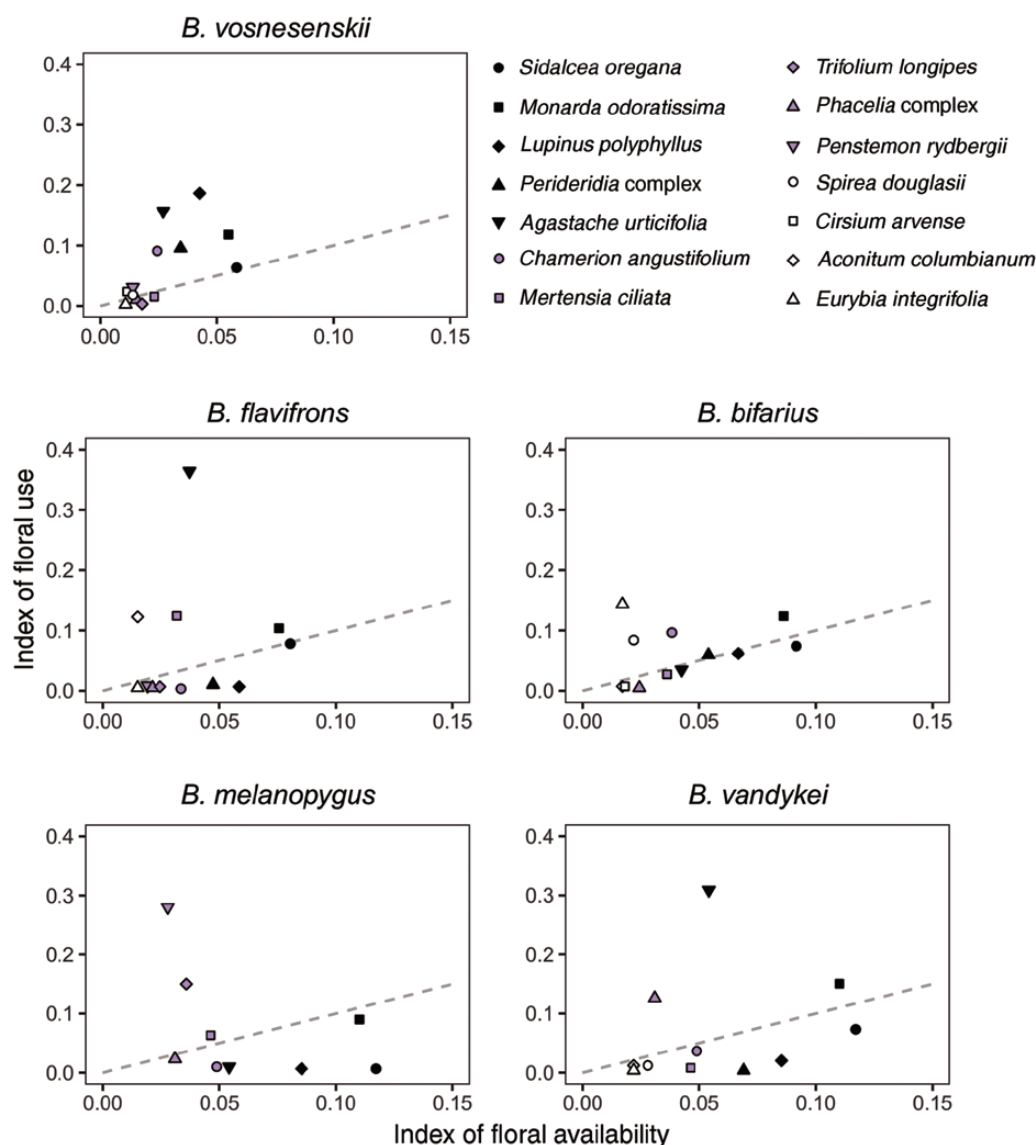 B. vosnesenskii
0.4
0.3
0.2
0.1
0.0
0.00 0.05 0.10 0.15
Sidalcea oregana
Monarda odoratissima
Lupinus polyphyllus
Perideridia complex
Agastache urticifolia
Chamerion angustifolium
Mertensia ciliata
Trifolium longipes
Phacelia complex
Penstemon rydbergii
Spirea douglasii
Cirsium arvense
Aconitum columbianum
Eurybia integrifolia
Index of floral use
B. flavifrons
0.4
0.3
0.2
0.1
0.0
0.00 0.05 0.10 0.15
B. bifarius
0.4
0.3
0.2
0.1
0.0
0.00 0.05 0.10 0.15
B. melanopygus
0.4
0.3
0.2
0.1
0.0
0.00 0.05 0.10 0.15
B. vandykei
0.4
0.3
0.2
0.1
0.0
0.00 0.05 0.10 0.15
Index of floral availability